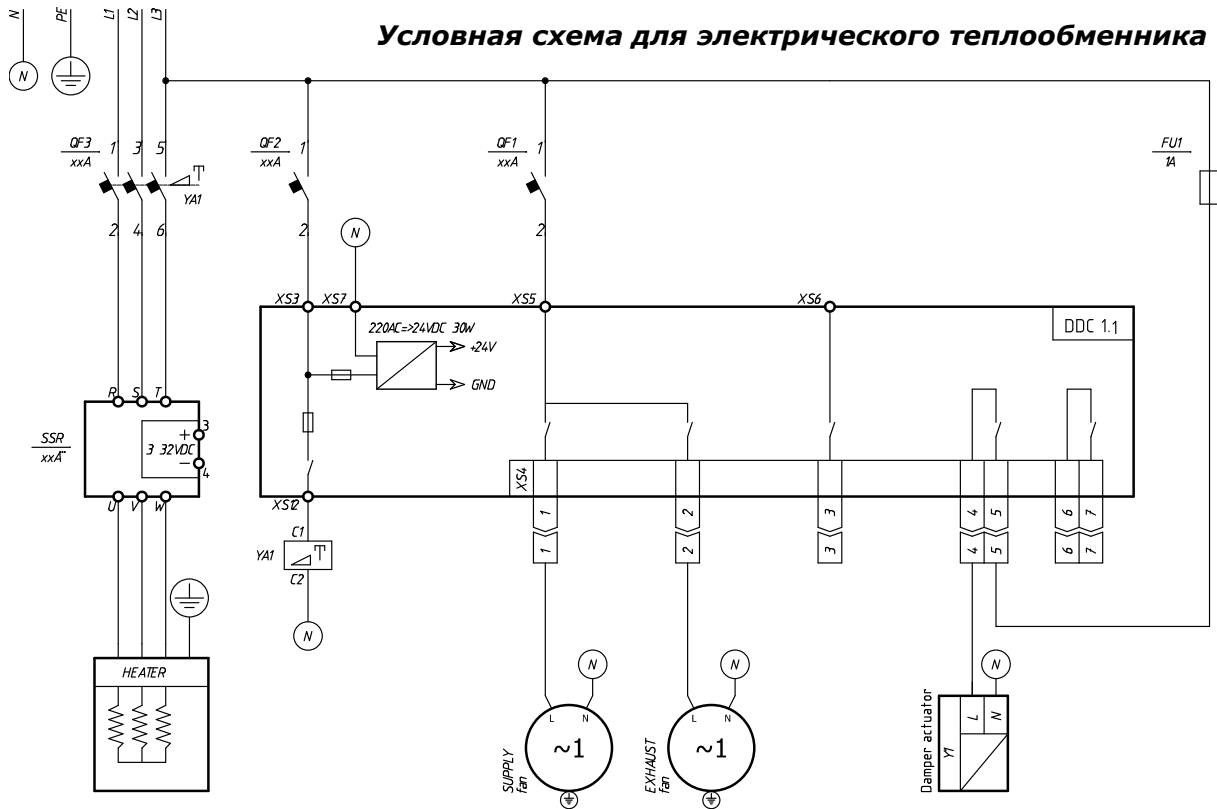 Условная схема для электрического теплообменника
N
PE
L1
L2
L3
N
QF3
xxA
1
3
5
YA1
2
4
6
QF2
xxA
1
2
N
QF1
xxA
1
2
FU1
1A
XS3
XS7
XS5
XS6
DDC 1.1
220AC=>24VDC 30W
+24V
GND
R
S
T
SSR
xxA
3 32VDC
+
3
−
4
U
V
W
XS12
XS4
1
2
3
4
5
6
7
1
2
3
4
5
6
7
C1
YA1
C2
N
HEATER
N
L
N
~1
SUPPLY
fan
N
L
N
~1
EXHAUST
fan
N
L
N
Y1
Damper actuator